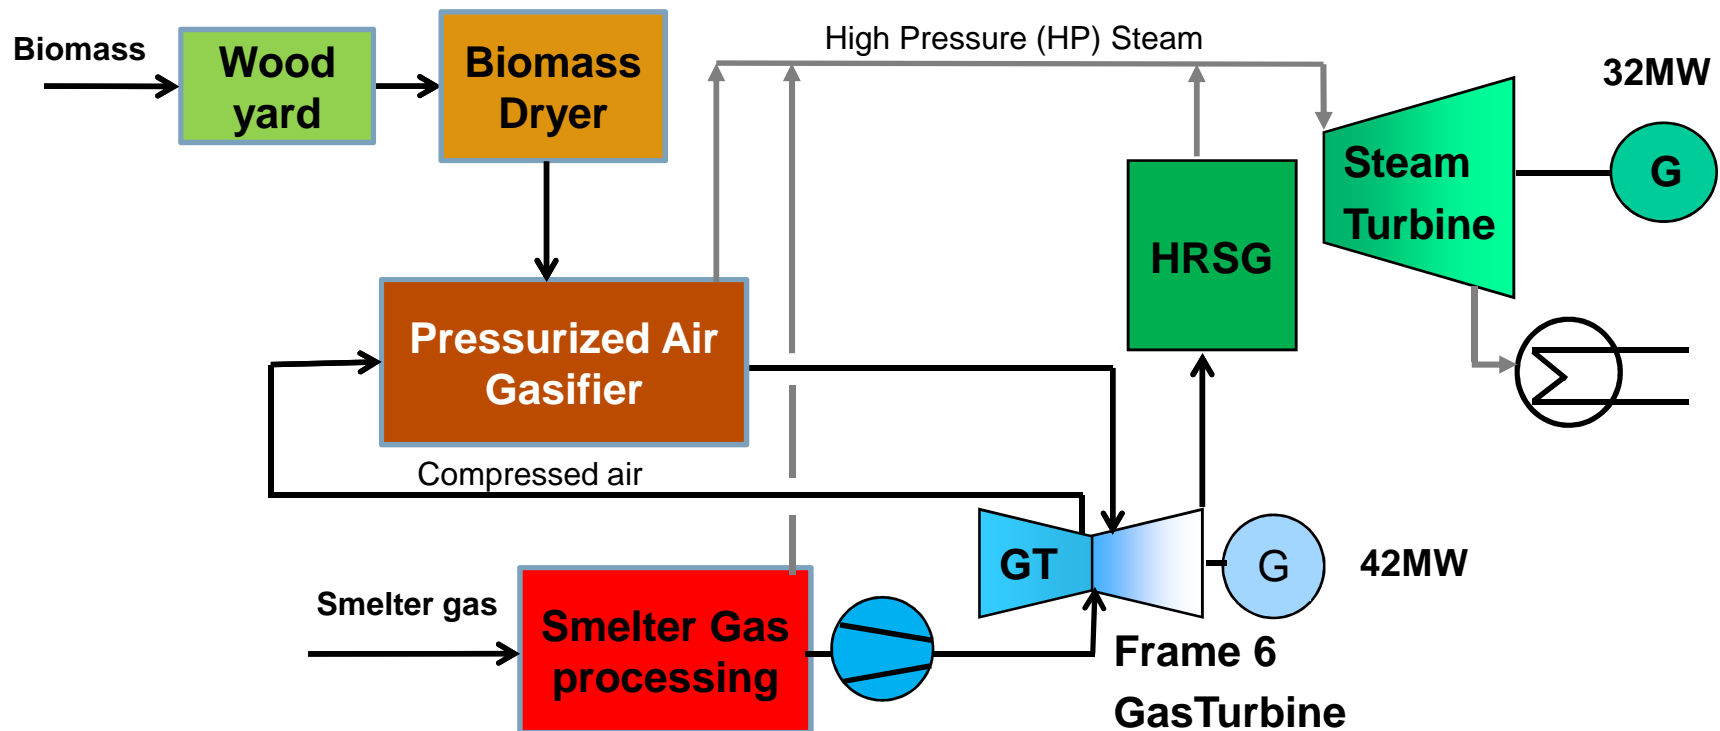 Biomass
Wood
yard
Biomass
Dryer
High Pressure (HP) Steam
32MW
Steam
Turbine
G
HRSG
Pressurized Air
Gasifier
Compressed air
GT
G
42MW
Smelter gas
Smelter Gas
processing
Frame 6
GasTurbine